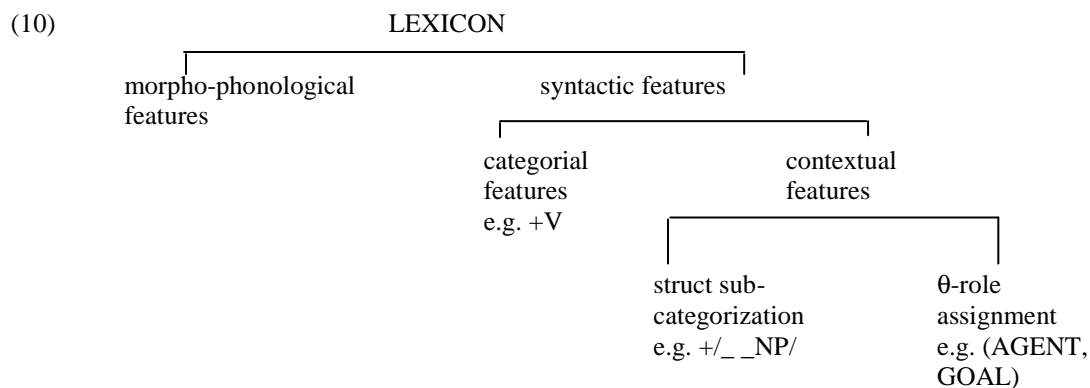 (10) LEXICON
morpho-phonological
features
syntactic features
categorial
features
e.g. +V
contextual
features
struct sub-
categorization
e.g. +/_ _NP/
θ-role
assignment
e.g. (AGENT,
GOAL)